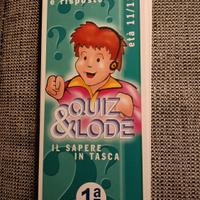 e risposte
età 11/1
QUIZ
&LODE
IL SAPERE
IN TASCA
1a